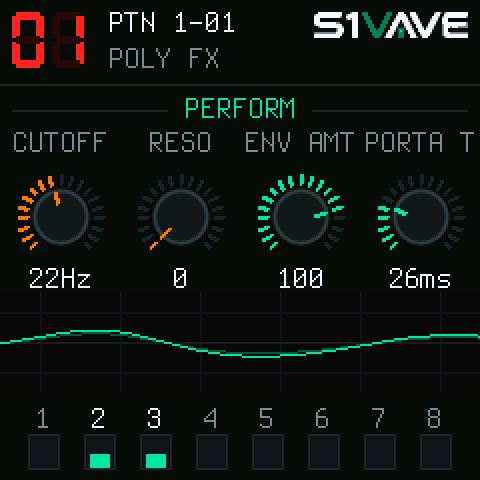 01 PTN 1-01 S1VAVE
POLY FX
PERFORM
CUTOFF RESO ENV AMT PORTA T
22Hz 0 100 26ms
1 2 3 4 5 6 7 8